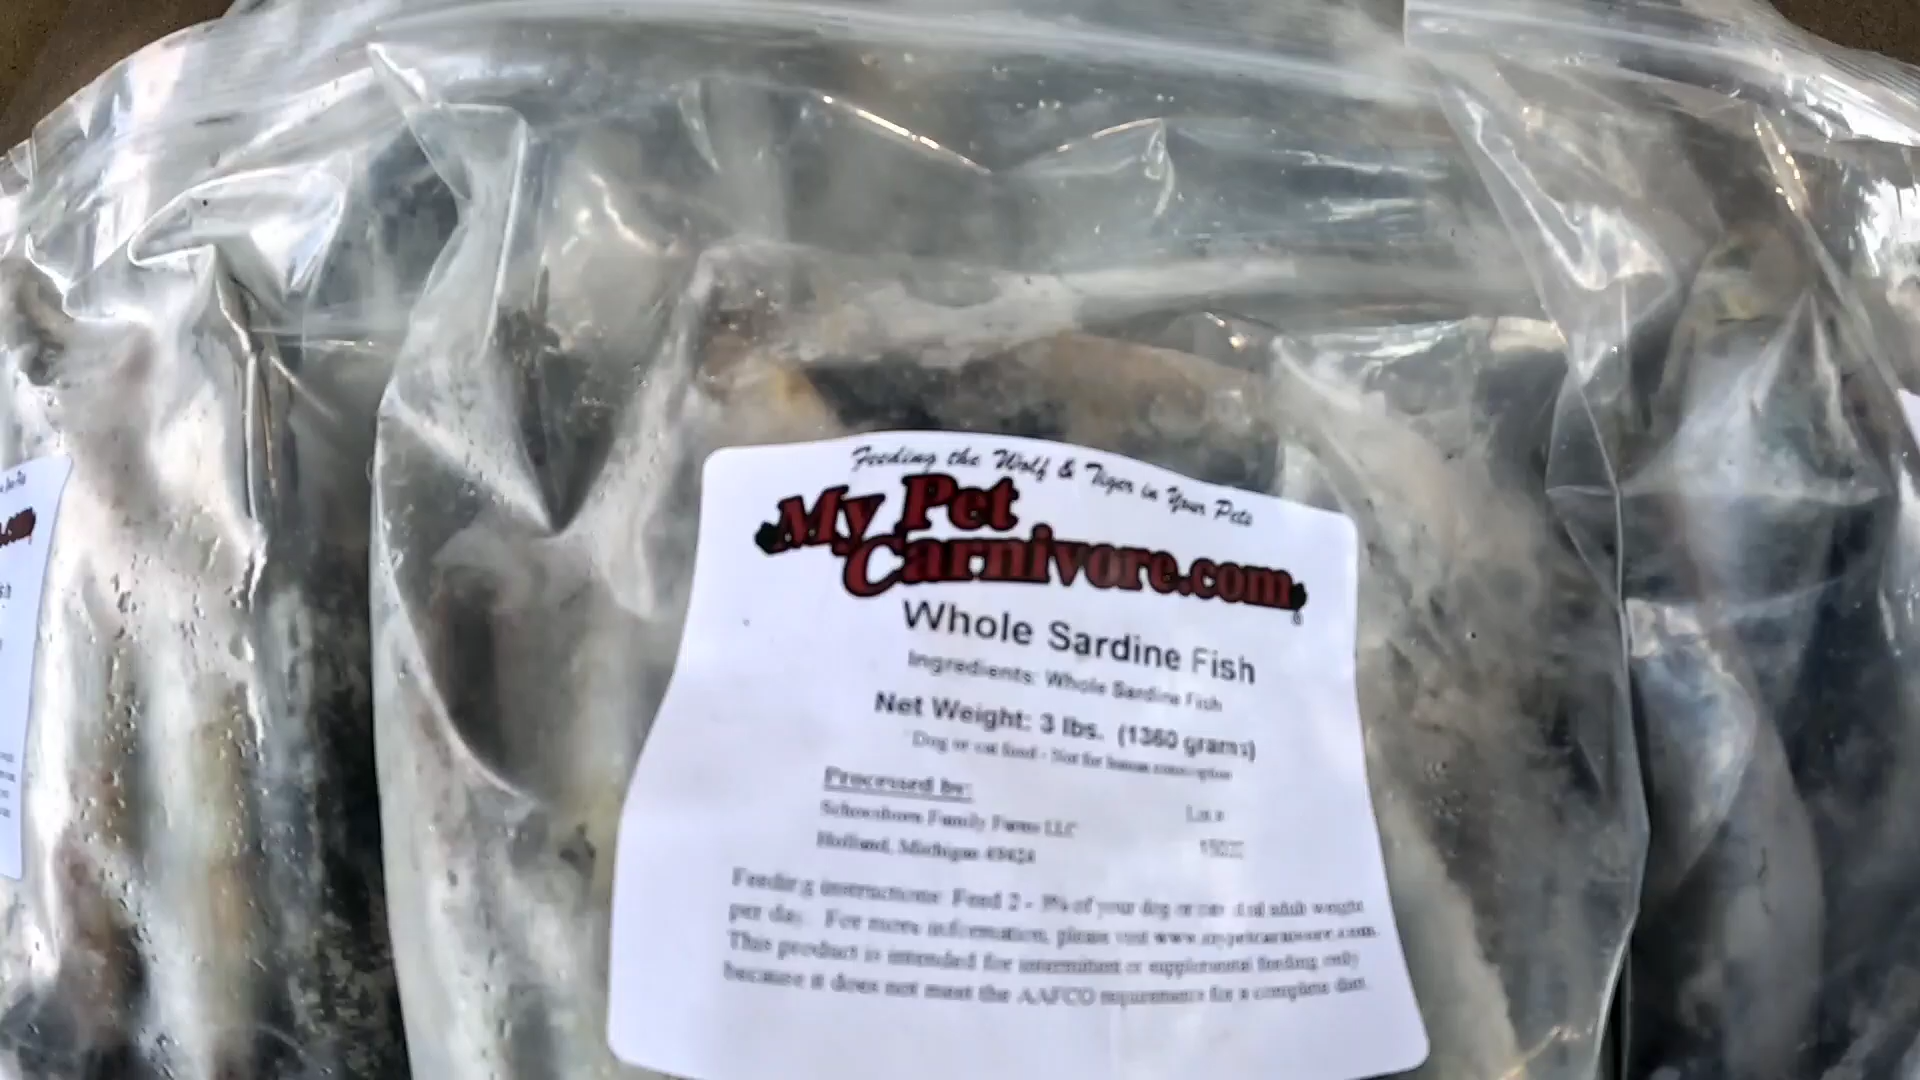 Feeding the Wolf & Tiger in Your Pets
My Pet
Carnivore.com
Whole Sardine Fish
Ingredients: Whole Sardine Fish
Net Weight: 3 lbs. (1360 grams)
Dog or cat food - Not for human consumption
Processed by:
Family Farms LLC
Lot #
Holland, Michigan
Feeding instructions: Feed 2 - of your dog or adult weight
per day. For more information, please visit www.mypetcarnivore.com.
This product is intended for intermittent or supplemental feeding only
because it does not meet the AAFCO requirements for a complete diet.